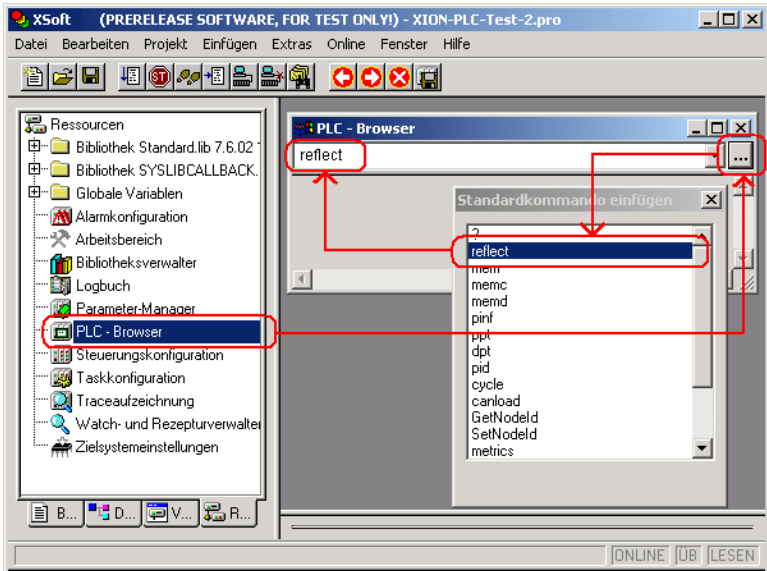 XSoft (PRERELEASE SOFTWARE, FOR TEST ONLY!) - XION-PLC-Test-2.pro
Datei Bearbeiten Projekt Einfügen Extras Online Fenster Hilfe
Ressourcen
Bibliothek Standard.lib 7.6.02
Bibliothek SYSLIBCALLBACK.
Globale Variablen
Alarmkonfiguration
Arbeitsbereich
Bibliotheksverwalter
Logbuch
Parameter-Manager
PLC - Browser
Steuerungskonfiguration
Taskkonfiguration
Traceaufzeichnung
Watch- und Rezepturverwalter
Zielsystemeinstellungen
B... D... V... R...
PLC - Browser
reflect
...
Standardkommando einfügen
?
reflect
mem
memc
memd
pinf
ppt
dpt
pid
cycle
canload
GetNodeId
SetNodeId
metrics
ONLINE ÜB LESEN